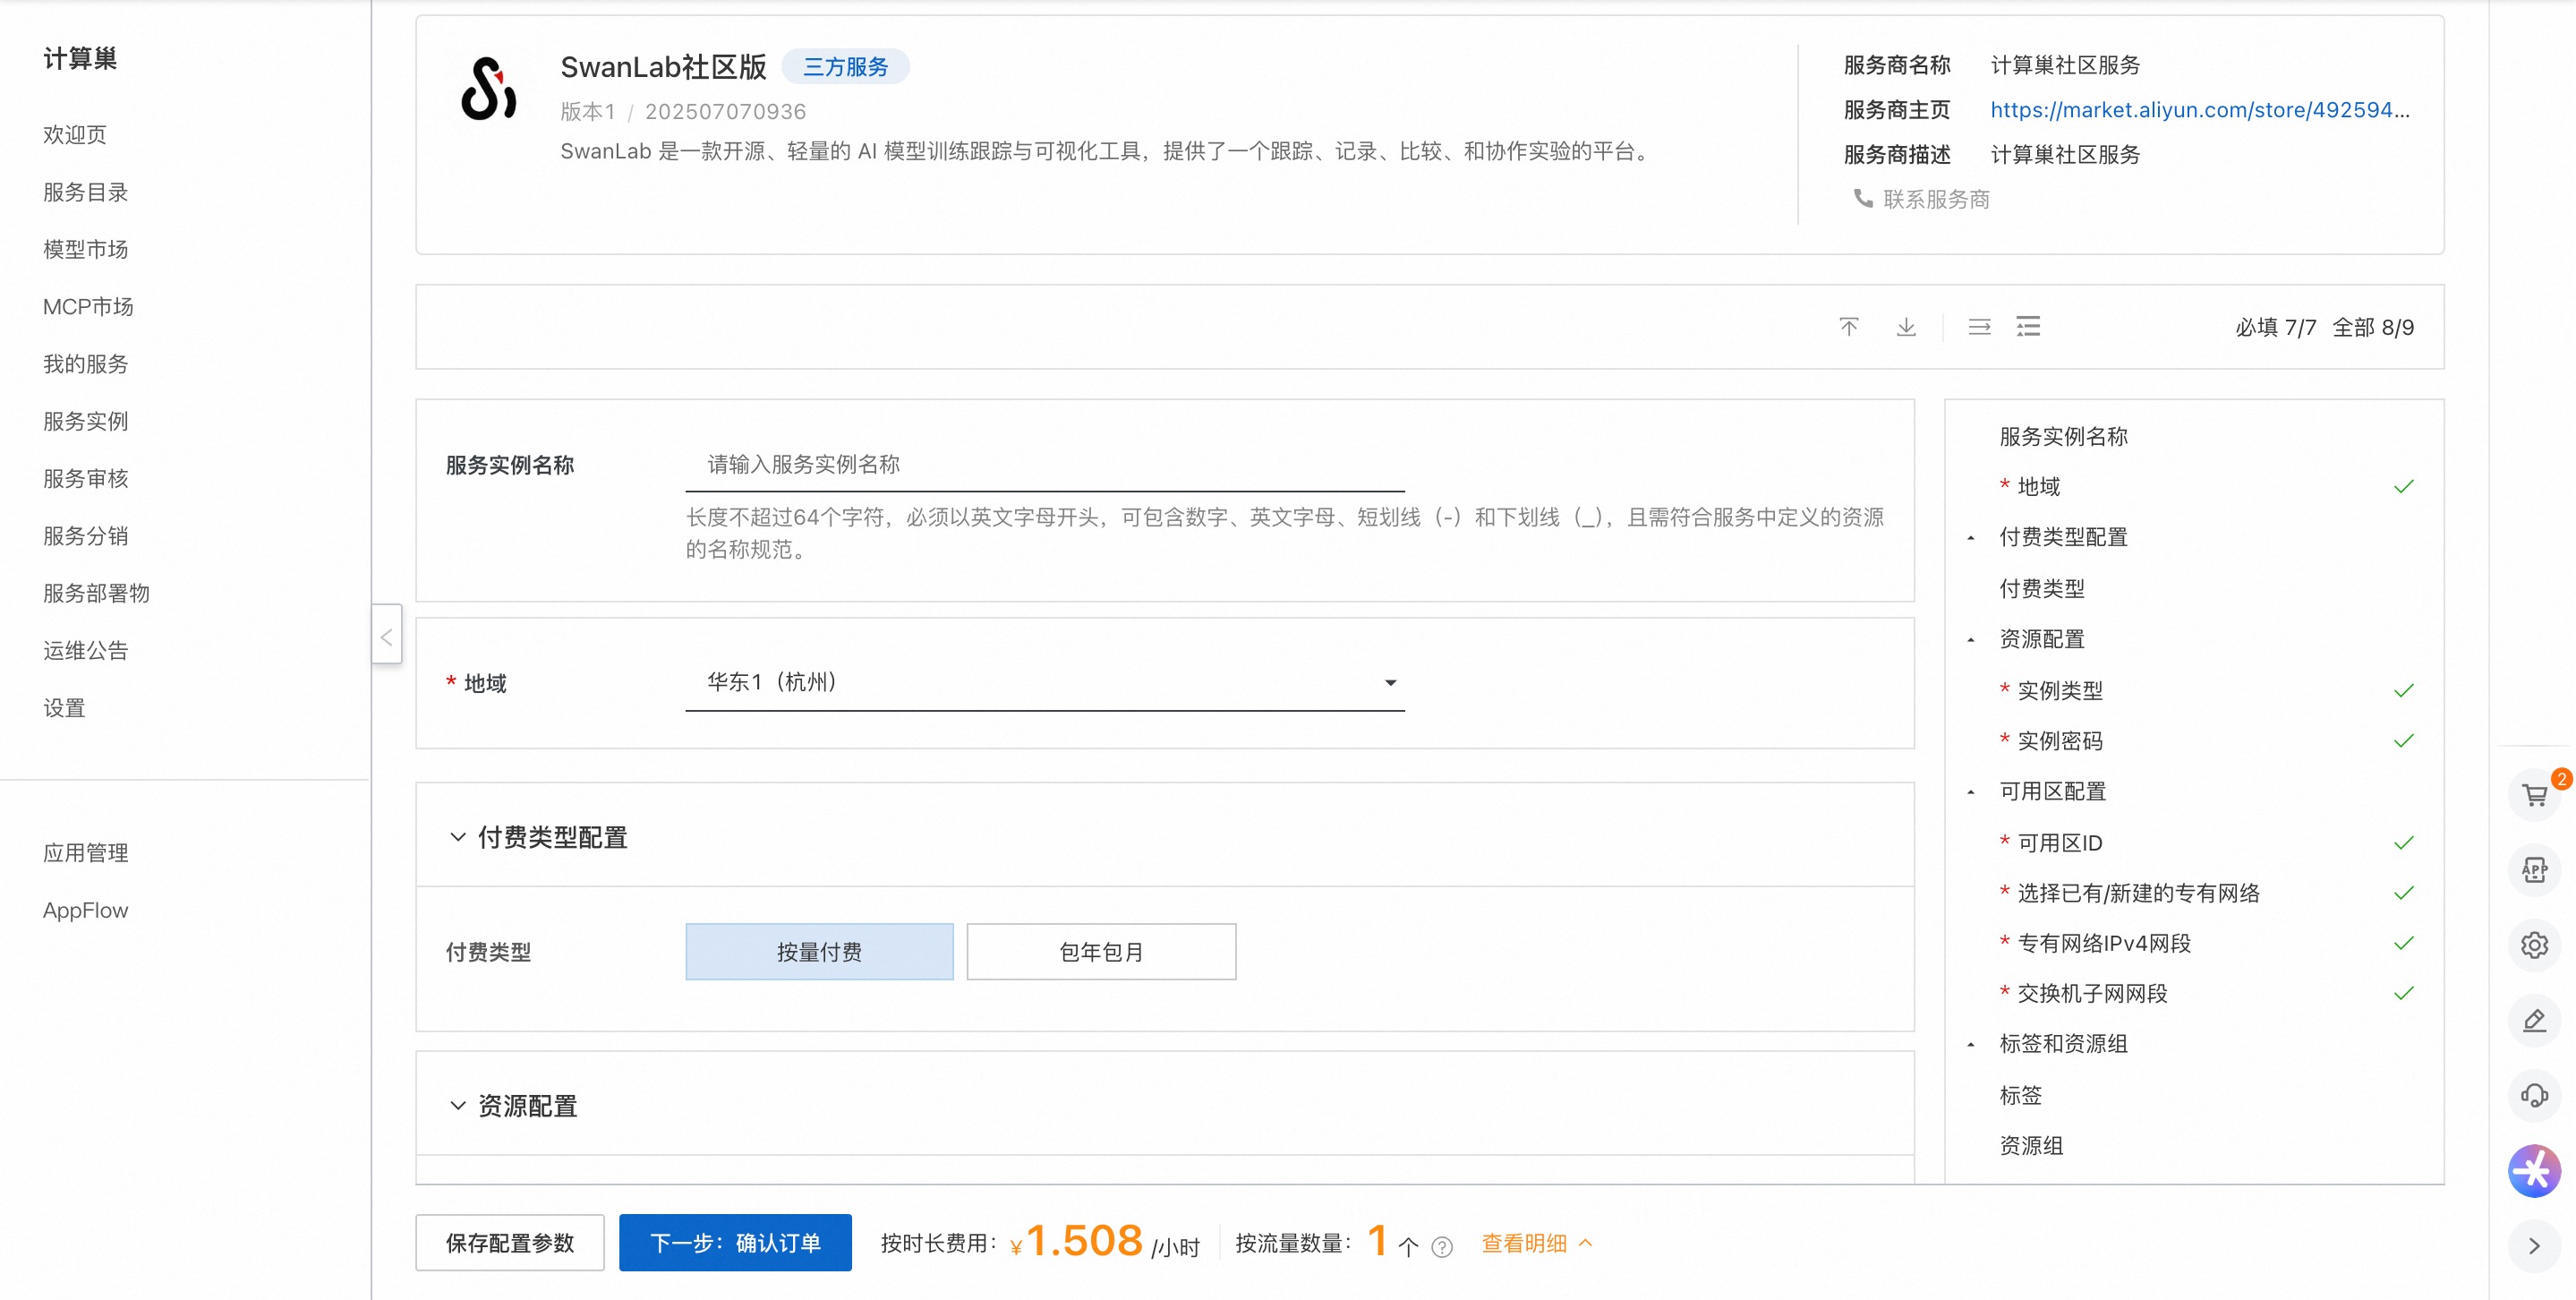 计算巢
欢迎页
服务目录
模型市场
MCP市场
我的服务
服务实例
服务审核
服务分销
服务部署物
运维公告
设置
应用管理
AppFlow
SwanLab社区版
三方服务
版本1 / 202507070936
SwanLab 是一款开源、轻量的 AI 模型训练跟踪与可视化工具，提供了一个跟踪、记录、比较、和协作实验的平台。
服务商名称 计算巢社区服务
服务商主页 https://market.aliyun.com/store/492594...
服务商描述 计算巢社区服务
联系服务商
必填 7/7 全部 8/9
服务实例名称
请输入服务实例名称
长度不超过64个字符，必须以英文字母开头，可包含数字、英文字母、短划线（-）和下划线（_），且需符合服务中定义的资源
的名称规范。
* 地域
华东1（杭州）
付费类型配置
付费类型
按量付费
包年包月
资源配置
服务实例名称
* 地域
付费类型配置
付费类型
资源配置
* 实例类型
* 实例密码
可用区配置
* 可用区ID
* 选择已有/新建的专有网络
* 专有网络IPv4网段
* 交换机子网网段
标签和资源组
标签
资源组
保存配置参数
下一步：确认订单
按时长费用：¥1.508 /小时
按流量数量：1 个 ?
查看明细
2
APP